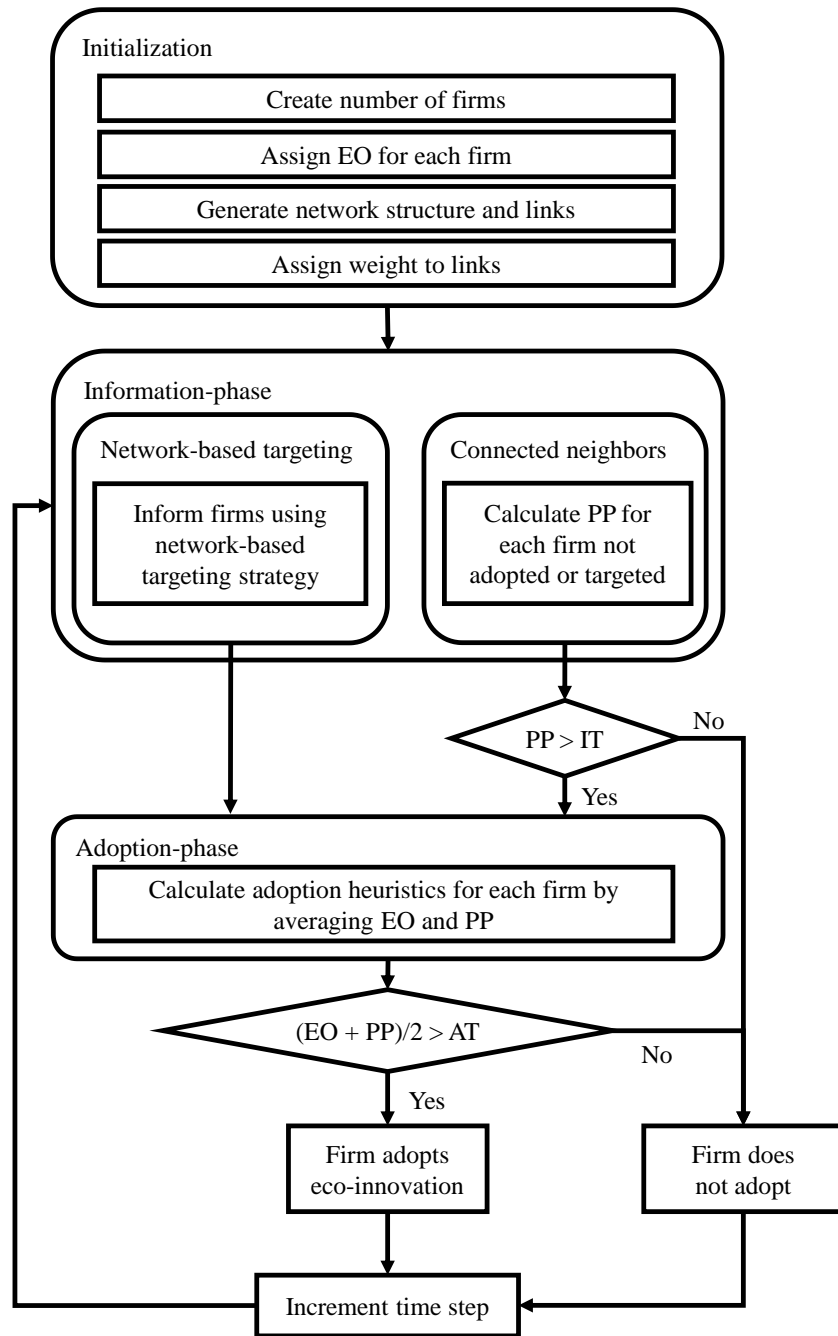 Initialization
Create number of firms
Assign EO for each firm
Generate network structure and links
Assign weight to links
Information-phase
Network-based targeting
Inform firms using
network-based
targeting strategy
Connected neighbors
Calculate PP for
each firm not
adopted or targeted
PP > IT
No
Yes
Adoption-phase
Calculate adoption heuristics for each firm by
averaging EO and PP
(EO + PP)/2 > AT
No
Yes
Firm adopts
eco-innovation
Firm does
not adopt
Increment time step